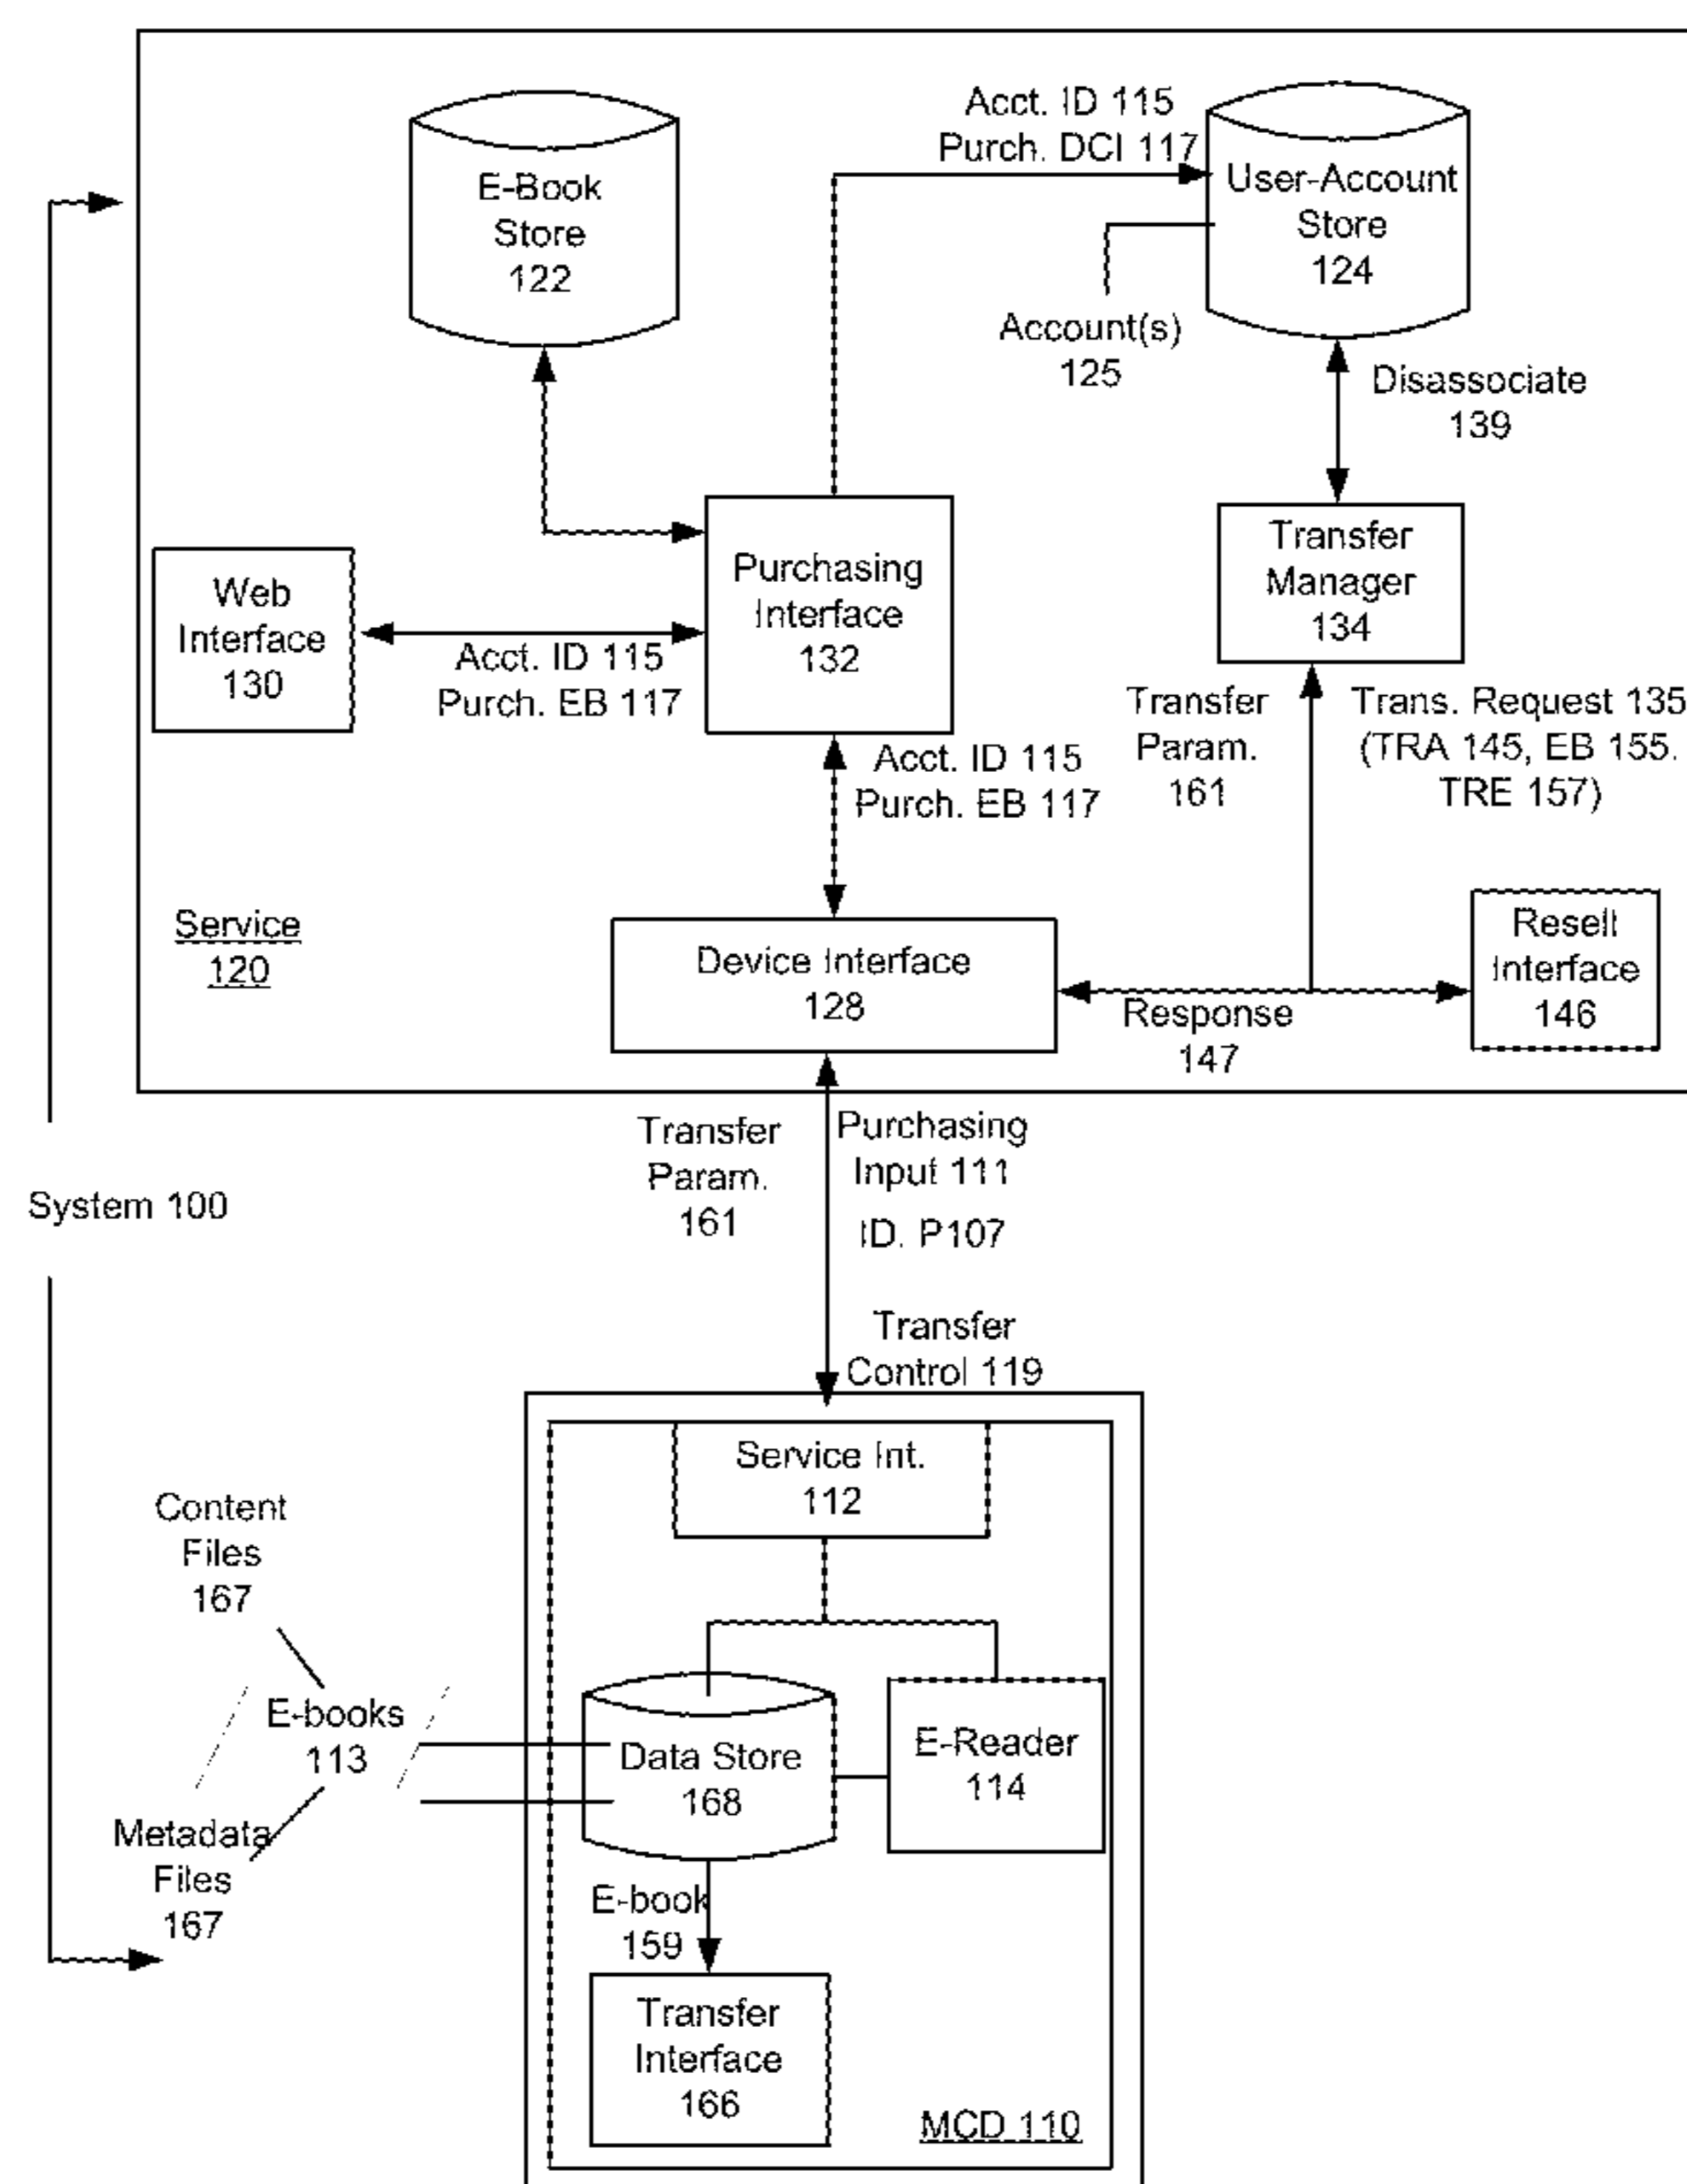 Acct. ID 115
Purch. DCI 117
E-Book
Store
122
User-Account
Store
124
Account(s)
125
Disassociate
139
Web
Interface
130
Acct. ID 115
Purch. EB 117
Purchasing
Interface
132
Transfer
Manager
134
Acct. ID 115
Purch. EB 117
Transfer
Param.
161
Trans. Request 135
(TRA 145, EB 155.
TRE 157)
Service
120
Device Interface
128
Response
147
Resell
Interface
146
System 100
Transfer
Param.
161
Purchasing
Input 111
ID. P107
Transfer
Control 119
Service Int.
112
Content
Files
167
E-books
113
Metadata
Files
167
Data Store
168
E-Reader
114
E-book
159
Transfer
Interface
166
MCD 110